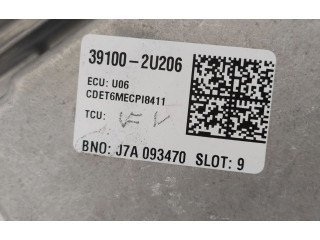 39100-2U206
ECU: U06
CDET6MECPI8411
TCU:
BNO: J7A 093470 SLOT: 9